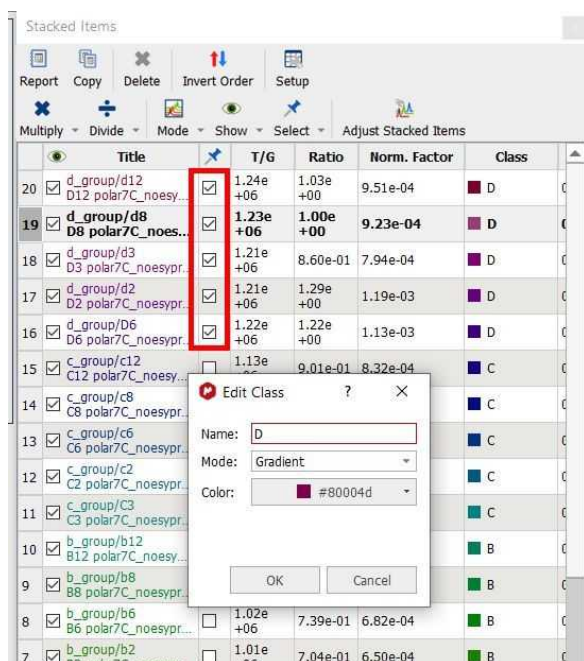 Stacked Items
Report Copy Delete Invert Order Setup
Multiply Divide Mode Show Select Adjust Stacked Items
Title T/G Ratio Norm. Factor Class
20 d_group/d12 1.24e +06 1.03e +00 9.51e-04 D
D12 polar7C_noesy...
19 d_group/d8 1.23e +06 1.00e +00 9.23e-04 D
D8 polar7C_noes...
18 d_group/d3 1.21e +06 8.60e-01 7.94e-04 D
D3 polar7C_noesypr...
17 d_group/d2 1.21e +06 1.29e +00 1.19e-03 D
D2 polar7C_noesypr...
16 d_group/D6 1.22e +06 1.22e +00 1.13e-03 D
D6 polar7C_noesypr...
15 c_group/c12 1.13e 9.01e-01 8.32e-04 C
C12 polar7C_noesy...
14 c_group/c8 C
C8 polar7C_noesypr...
13 c_group/c6 C
C6 polar7C_noesypr...
12 c_group/c2 C
C2 polar7C_noesypr...
11 c_group/C3 C
C3 polar7C_noesypr...
10 b_group/b12 B
B12 polar7C_noesy...
9 b_group/b8 B
B8 polar7C_noesypr...
8 b_group/b6 1.02e +06 7.39e-01 6.82e-04 B
B6 polar7C_noesypr...
7 b_group/b2 1.01e 7.04e-01 6.50e-04 B
Edit Class ? ×
Name: D
Mode: Gradient
Color: #80004d
OK Cancel